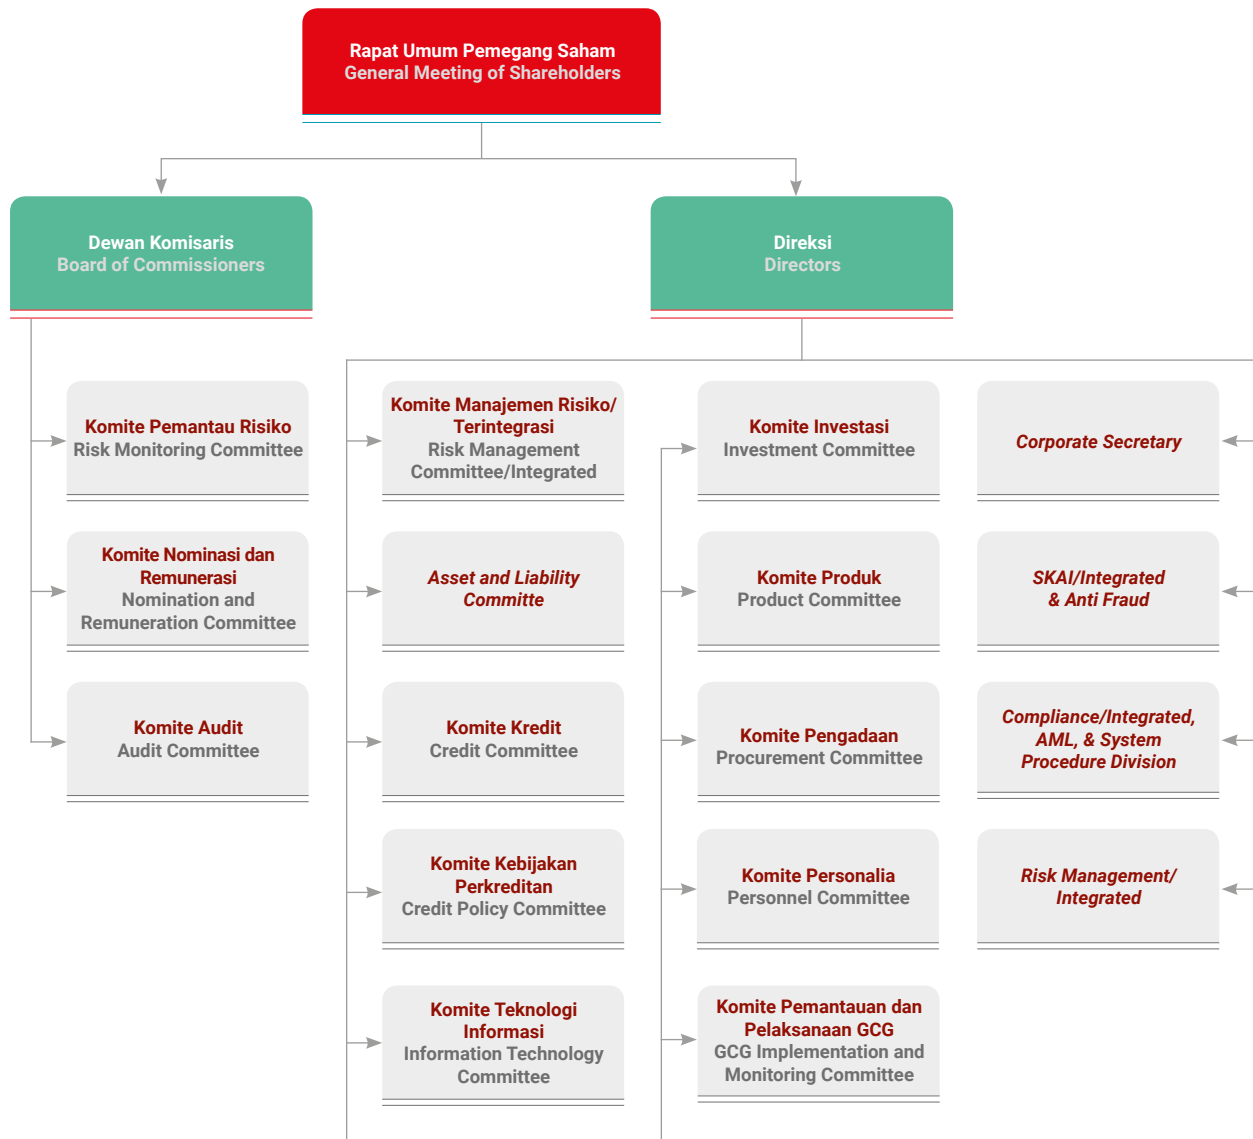 Rapat Umum Pemegang Saham
General Meeting of Shareholders
Dewan Komisaris
Board of Commissioners
Direksi
Directors
Komite Pemantau Risiko
Risk Monitoring Committee
Komite Nominasi dan
Remunerasi
Nomination and
Remuneration Committee
Komite Audit
Audit Committee
Komite Manajemen Risiko/
Terintegrasi
Risk Management
Committee/Integrated
Asset and Liability
Committe
Komite Kredit
Credit Committee
Komite Kebijakan
Perkreditan
Credit Policy Committee
Komite Teknologi
Informasi
Information Technology
Committee
Komite Investasi
Investment Committee
Komite Produk
Product Committee
Komite Pengadaan
Procurement Committee
Komite Personalia
Personnel Committee
Komite Pemantauan dan
Pelaksanaan GCG
GCG Implementation and
Monitoring Committee
Corporate Secretary
SKAI/Integrated
& Anti Fraud
Compliance/Integrated,
AML, & System
Procedure Division
Risk Management/
Integrated